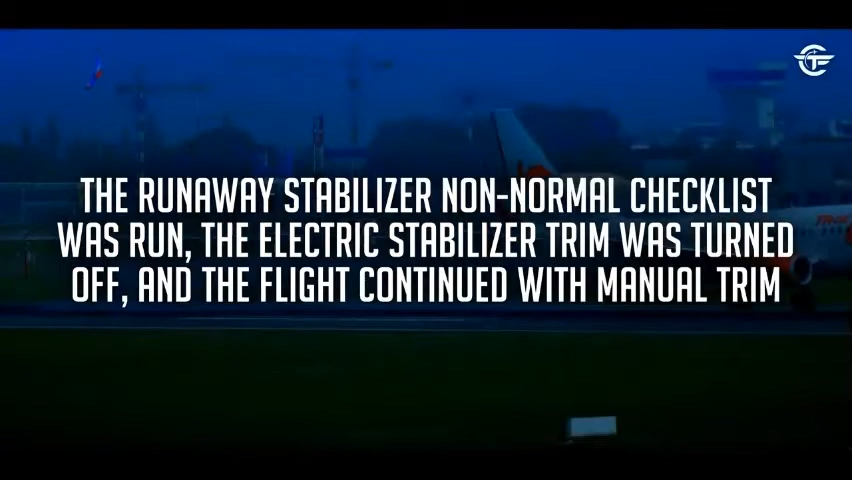 THE RUNAWAY STABILIZER NON-NORMAL CHECKLIST
WAS RUN, THE ELECTRIC STABILIZER TRIM WAS TURNED
OFF, AND THE FLIGHT CONTINUED WITH MANUAL TRIM